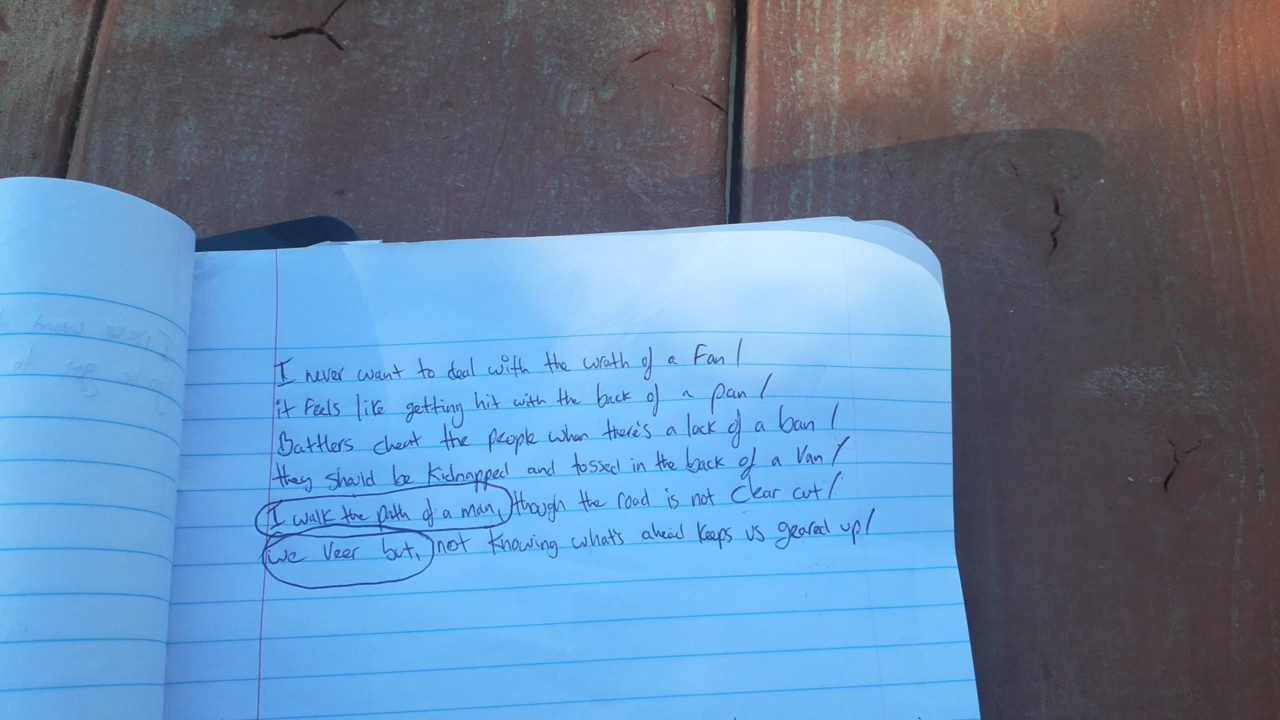 I never want to deal with the wrath of a Fan /
it feels like getting hit with the back of a pan /
Battlers cheat the people when there's a lack of a ban /
they should be kidnapped and tossed in the back of a Van /
I walk the path of a man, though the road is not clear cut /
we veer but, not knowing what's ahead keeps us geared up /